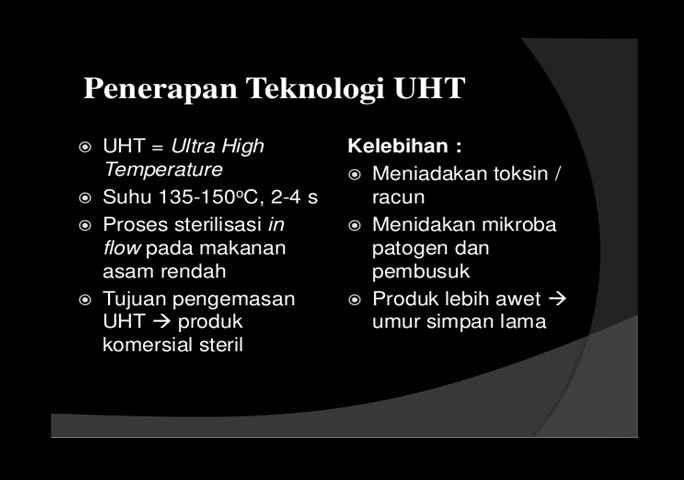 Penerapan Teknologi UHT
◉ UHT = Ultra High
Temperature
◉ Suhu 135-150ºC, 2-4 s
◉ Proses sterilisasi in
flow pada makanan
asam rendah
◉ Tujuan pengemasan
UHT → produk
komersial steril
Kelebihan :
◉ Meniadakan toksin /
racun
◉ Menidakan mikroba
patogen dan
pembusuk
◉ Produk lebih awet →
umur simpan lama